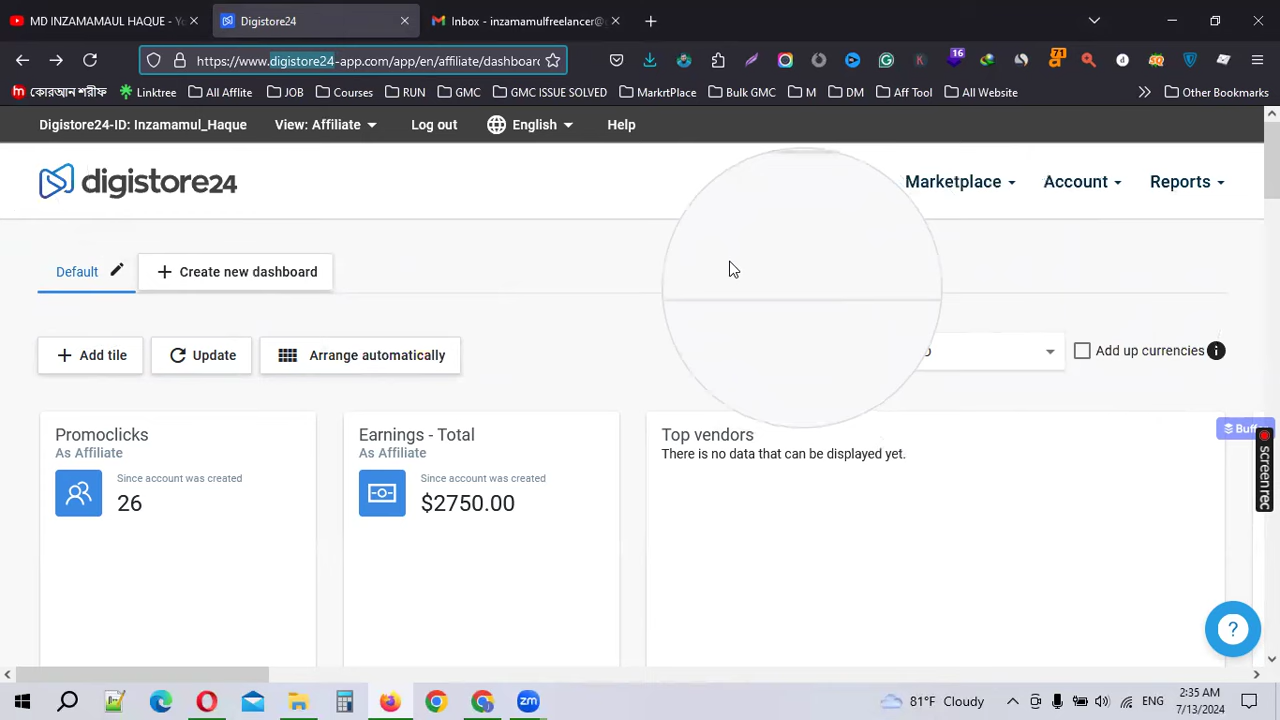 MD INZAMAMAUL HAQUE - Yo
Digistore24
Inbox - inzamamulfreelancer@
https://www.digistore24-app.com/app/en/affiliate/dashboard
16
71
কোরআন শরীফ
Linktree
All Afflite
JOB
Courses
RUN
GMC
GMC ISSUE SOLVED
MarkrtPlace
Bulk GMC
M
DM
Aff Tool
All Website
Other Bookmarks
Digistore24-ID: Inzamamul_Haque
View: Affiliate
Log out
English
Help
digistore24
Marketplace
Account
Reports
Default
Create new dashboard
Add tile
Update
Arrange automatically
Add up currencies
Promoclicks
As Affiliate
Since account was created
26
Earnings - Total
As Affiliate
Since account was created
$2750.00
Top vendors
There is no data that can be displayed yet.
Buffer
screen rec
?
zm
81°F Cloudy
ENG
2:35 AM
7/13/2024